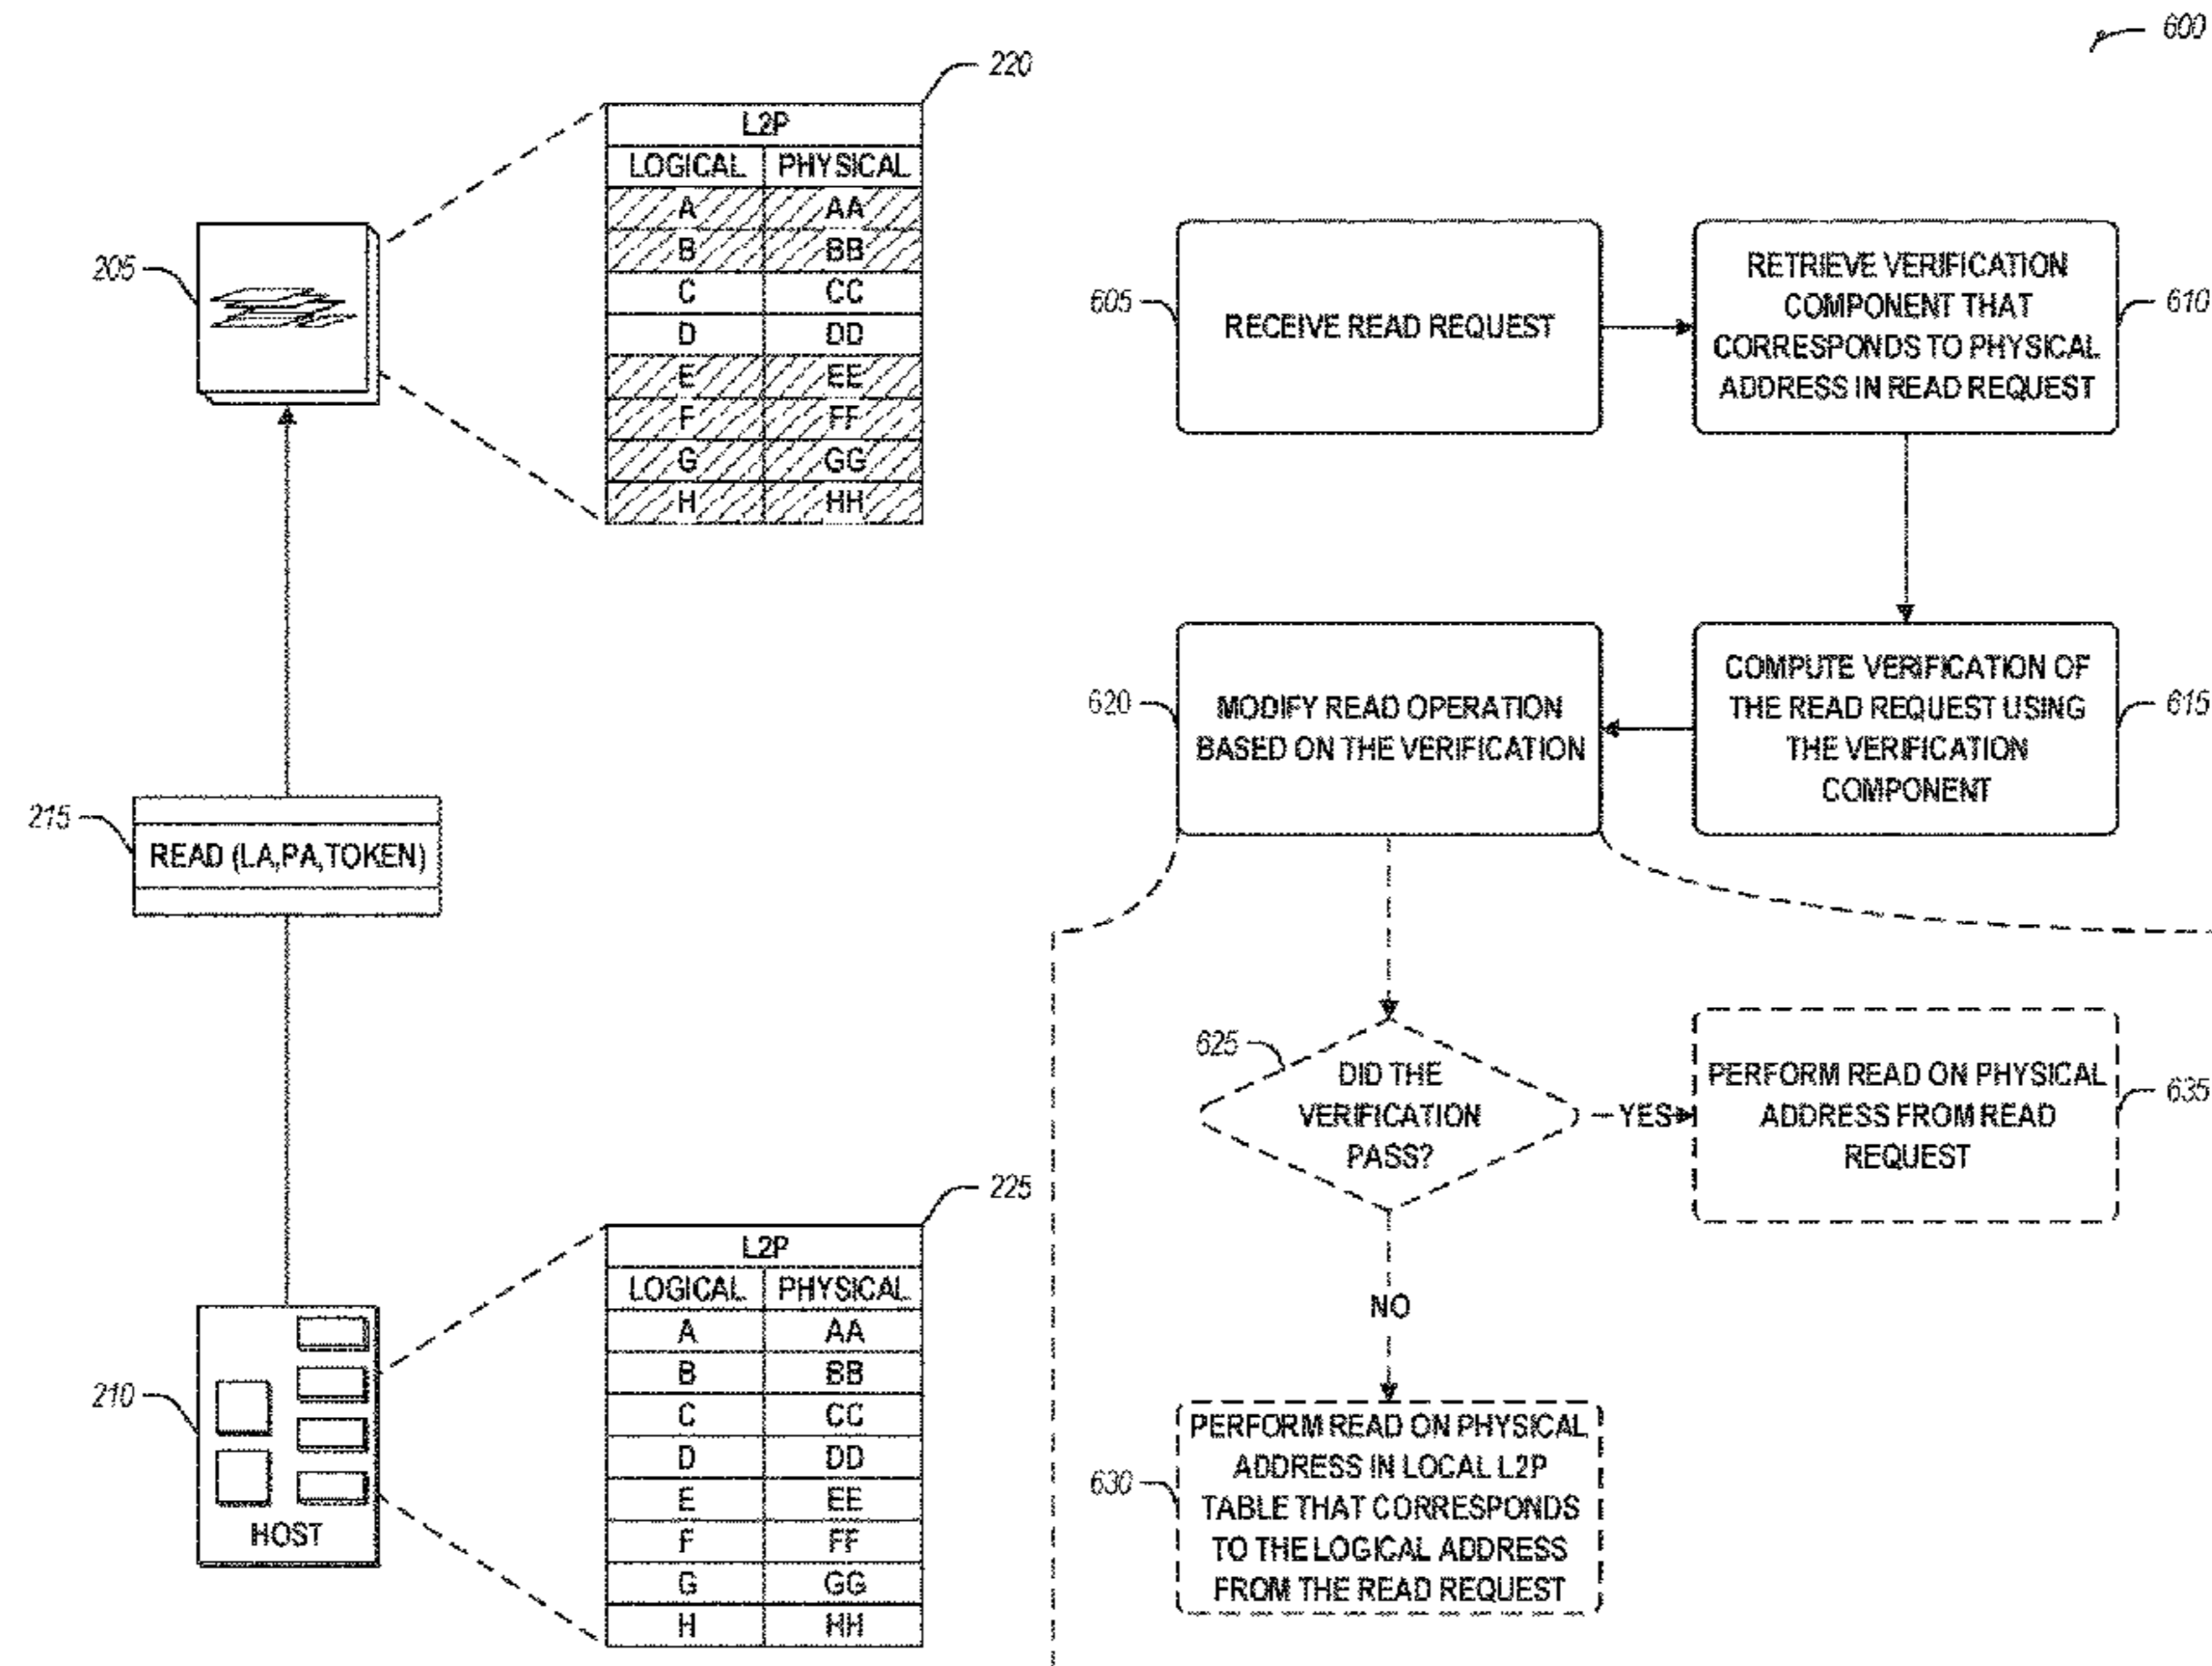 220
L2P
LOGICAL PHYSICAL
A AA
B BB
C CC
D DD
E EE
F FF
G GG
H HH
205
215
READ (LA,PA,TOKEN)
225
L2P
LOGICAL PHYSICAL
A AA
B BB
C CC
D DD
E EE
F FF
G GG
H HH
210
HOST
600
605
RECEIVE READ REQUEST
RETRIEVE VERIFICATION
COMPONENT THAT
CORRESPONDS TO PHYSICAL
ADDRESS IN READ REQUEST
610
COMPUTE VERIFICATION OF
THE READ REQUEST USING
THE VERIFICATION
COMPONENT
615
620
MODIFY READ OPERATION
BASED ON THE VERIFICATION
625
DID THE
VERIFICATION
PASS?
YES
PERFORM READ ON PHYSICAL
ADDRESS FROM READ
REQUEST
635
NO
630
PERFORM READ ON PHYSICAL
ADDRESS IN LOCAL L2P
TABLE THAT CORRESPONDS
TO THE LOGICAL ADDRESS
FROM THE READ REQUEST